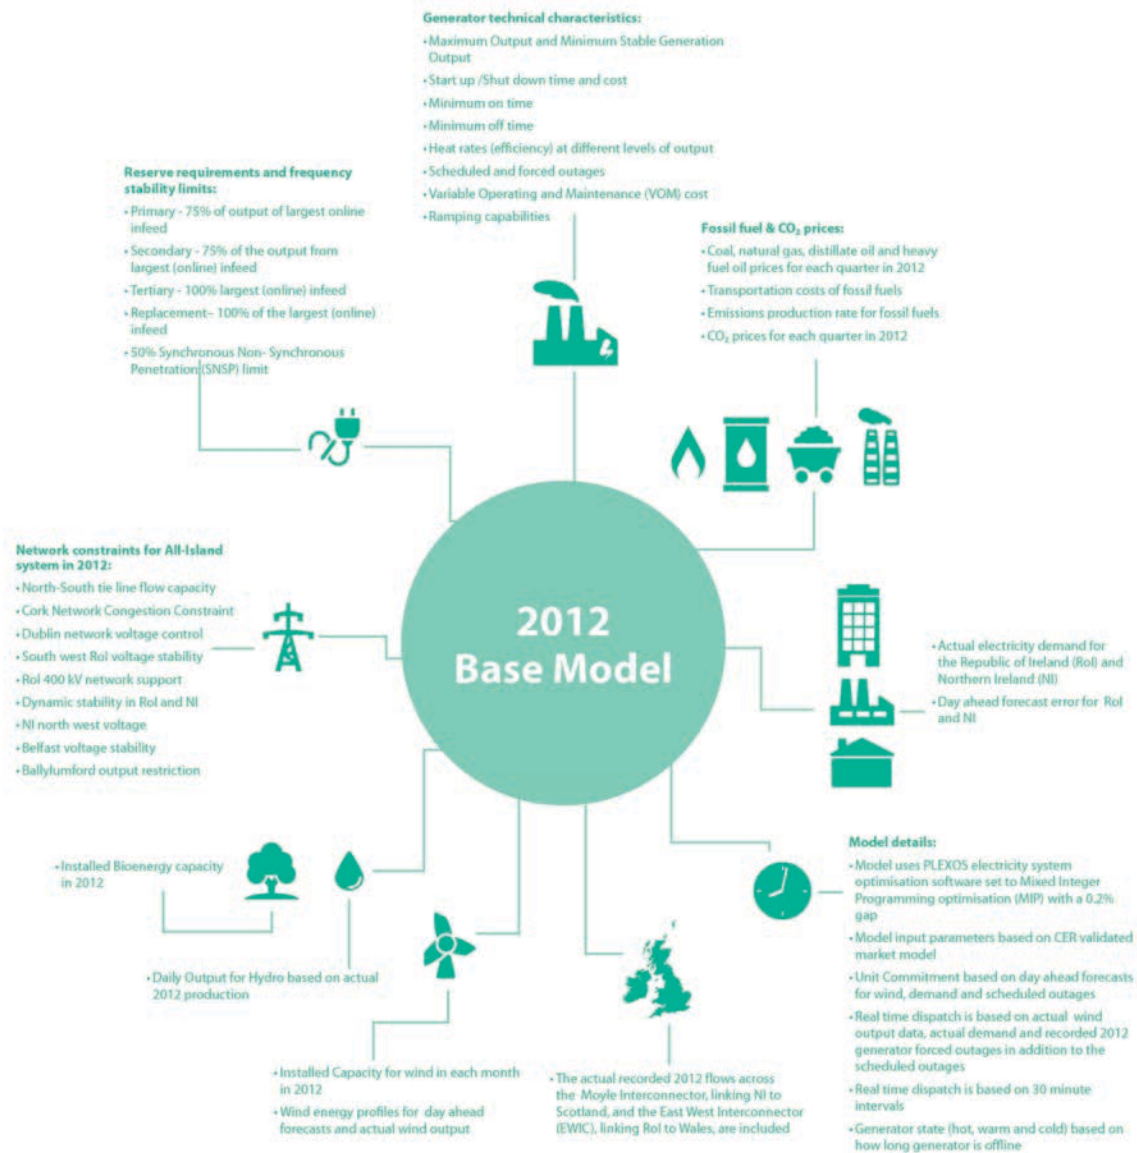 Generator technical characteristics:
• Maximum Output and Minimum Stable Generation
Output
• Start up /Shut down time and cost
• Minimum on time
• Minimum off time
• Heat rates (efficiency) at different levels of output
• Scheduled and forced outages
• Variable Operating and Maintenance (VOM) cost
• Ramping capabilities
Reserve requirements and frequency
stability limits:
• Primary - 75% of output of largest online
infeed
• Secondary - 75% of the output from
largest (online) infeed
• Tertiary - 100% largest (online) infeed
• Replacement– 100% of the largest (online)
infeed
• 50% Synchronous Non- Synchronous
Penetration (SNSP) limit
Fossil fuel & CO₂ prices:
• Coal, natural gas, distillate oil and heavy
fuel oil prices for each quarter in 2012
• Transportation costs of fossil fuels
• Emissions production rate for fossil fuels
• CO₂ prices for each quarter in 2012
Network constraints for All-Island
system in 2012:
• North-South tie line flow capacity
• Cork Network Congestion Constraint
• Dublin network voltage control
• South west RoI voltage stability
• RoI 400 kV network support
• Dynamic stability in RoI and NI
• NI north west voltage
• Belfast voltage stability
• Ballylumford output restriction
2012
Base Model
• Actual electricity demand for
the Republic of Ireland (RoI) and
Northern Ireland (NI)
• Day ahead forecast error for RoI
and NI
• Installed Bioenergy capacity
in 2012
• Daily Output for Hydro based on actual
2012 production
• Installed Capacity for wind in each month
in 2012
• Wind energy profiles for day ahead
forecasts and actual wind output
• The actual recorded 2012 flows across
the Moyle Interconnector, linking NI to
Scotland, and the East West Interconnector
(EWIC), linking RoI to Wales, are included
Model details:
• Model uses PLEXOS electricity system
optimisation software set to Mixed Integer
Programming optimisation (MIP) with a 0.2%
gap
• Model input parameters based on CER validated
market model
• Unit Commitment based on day ahead forecasts
for wind, demand and scheduled outages
• Real time dispatch is based on actual wind
output data, actual demand and recorded 2012
generator forced outages in addition to the
scheduled outages
• Real time dispatch is based on 30 minute
intervals
• Generator state (hot, warm and cold) based on
how long generator is offline